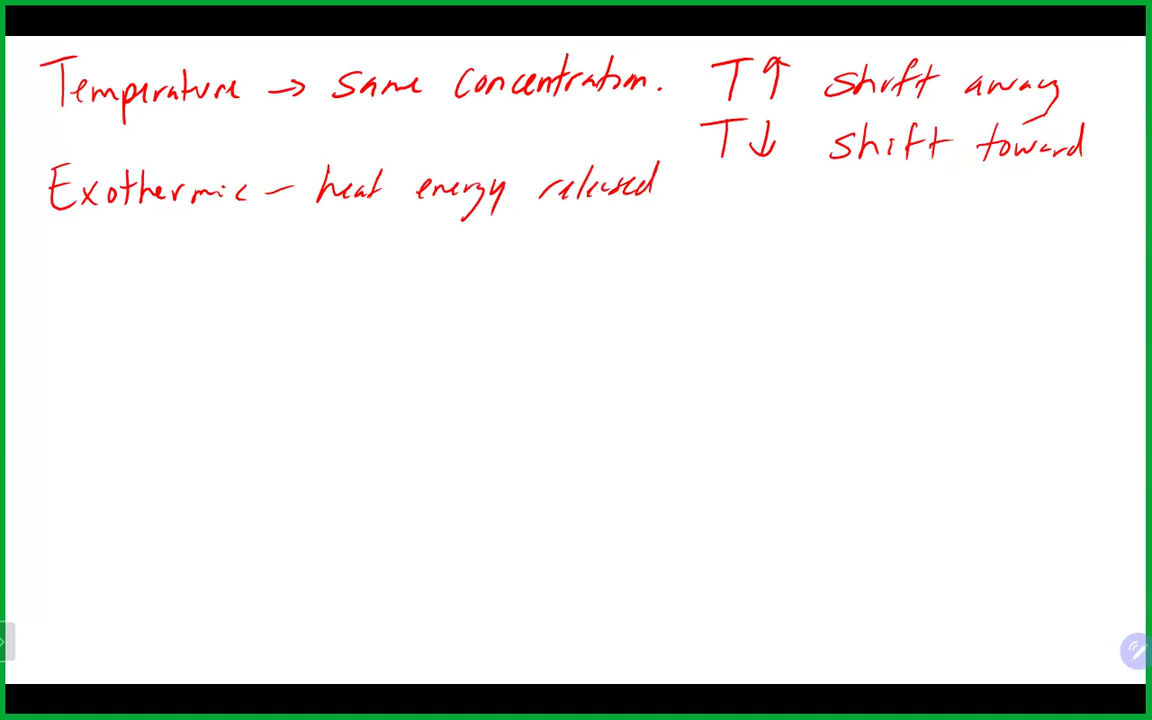 Temperature → same concentration. T↑ shift away
T↓ shift toward
Exothermic – heat energy released